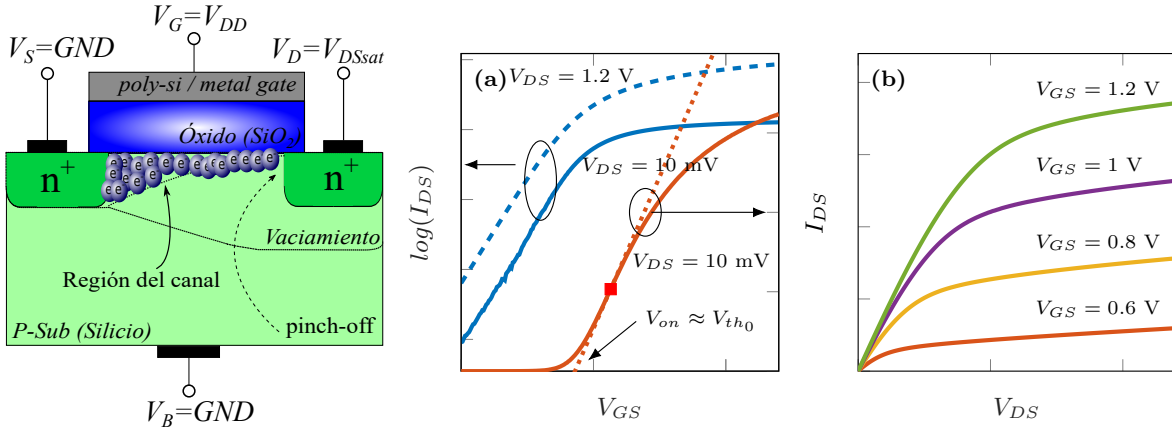 V_G=V_DD
V_S=GND
V_D=V_DSsat
poly-si / metal gate
Óxido (SiO₂)
n⁺
n⁺
e e e e e e e e e e e e e e e e e e e
Vaciamiento
Región del canal
pinch-off
P-Sub (Silicio)
V_B=GND
(a)
V_DS = 1.2 V
V_DS = 10 mV
V_DS = 10 mV
V_on ≈ V_th₀
log(I_DS)
V_GS
(b)
V_GS = 1.2 V
V_GS = 1 V
V_GS = 0.8 V
V_GS = 0.6 V
I_DS
V_DS